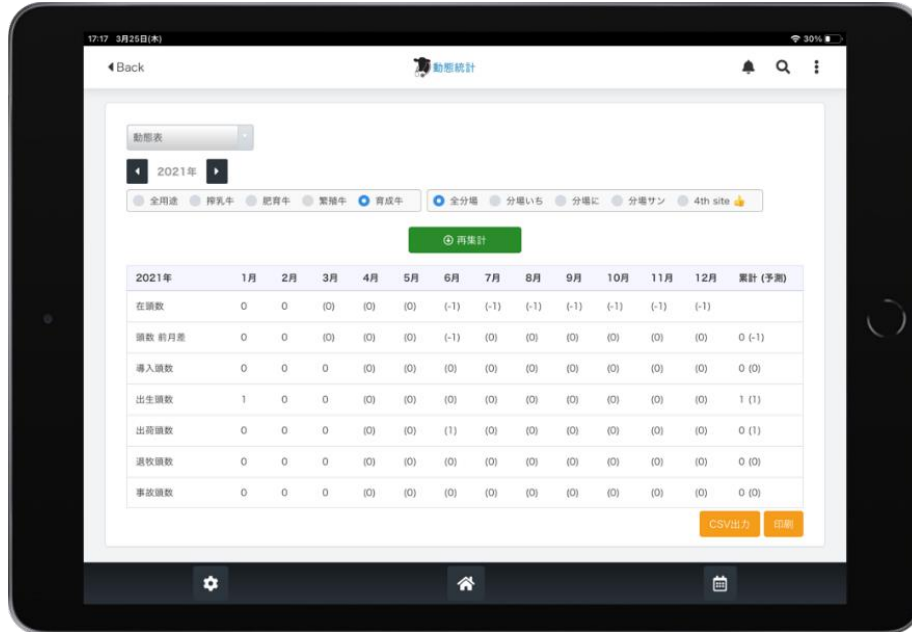 17:17 3月25日(木)
30%
Back
動態統計
動態表
2021年
全用途 搾乳牛 肥育牛 繁殖牛 育成牛 全分場 分場いち 分場に 分場サン 4th site 👍
再集計
2021年 1月 2月 3月 4月 5月 6月 7月 8月 9月 10月 11月 12月 累計 (予測)
在頭数 0 0 (0) (0) (0) (-1) (-1) (-1) (-1) (-1) (-1) (-1)
頭数 前月差 0 0 (0) (0) (0) (-1) (0) (0) (0) (0) (0) (0) 0 (-1)
導入頭数 0 0 0 (0) (0) (0) (0) (0) (0) (0) (0) (0) 0 (0)
出生頭数 1 0 0 (0) (0) (0) (0) (0) (0) (0) (0) (0) 1 (1)
出荷頭数 0 0 0 (0) (0) (1) (0) (0) (0) (0) (0) (0) 0 (1)
退牧頭数 0 0 0 (0) (0) (0) (0) (0) (0) (0) (0) (0) 0 (0)
事故頭数 0 0 0 (0) (0) (0) (0) (0) (0) (0) (0) (0) 0 (0)
CSV出力 印刷